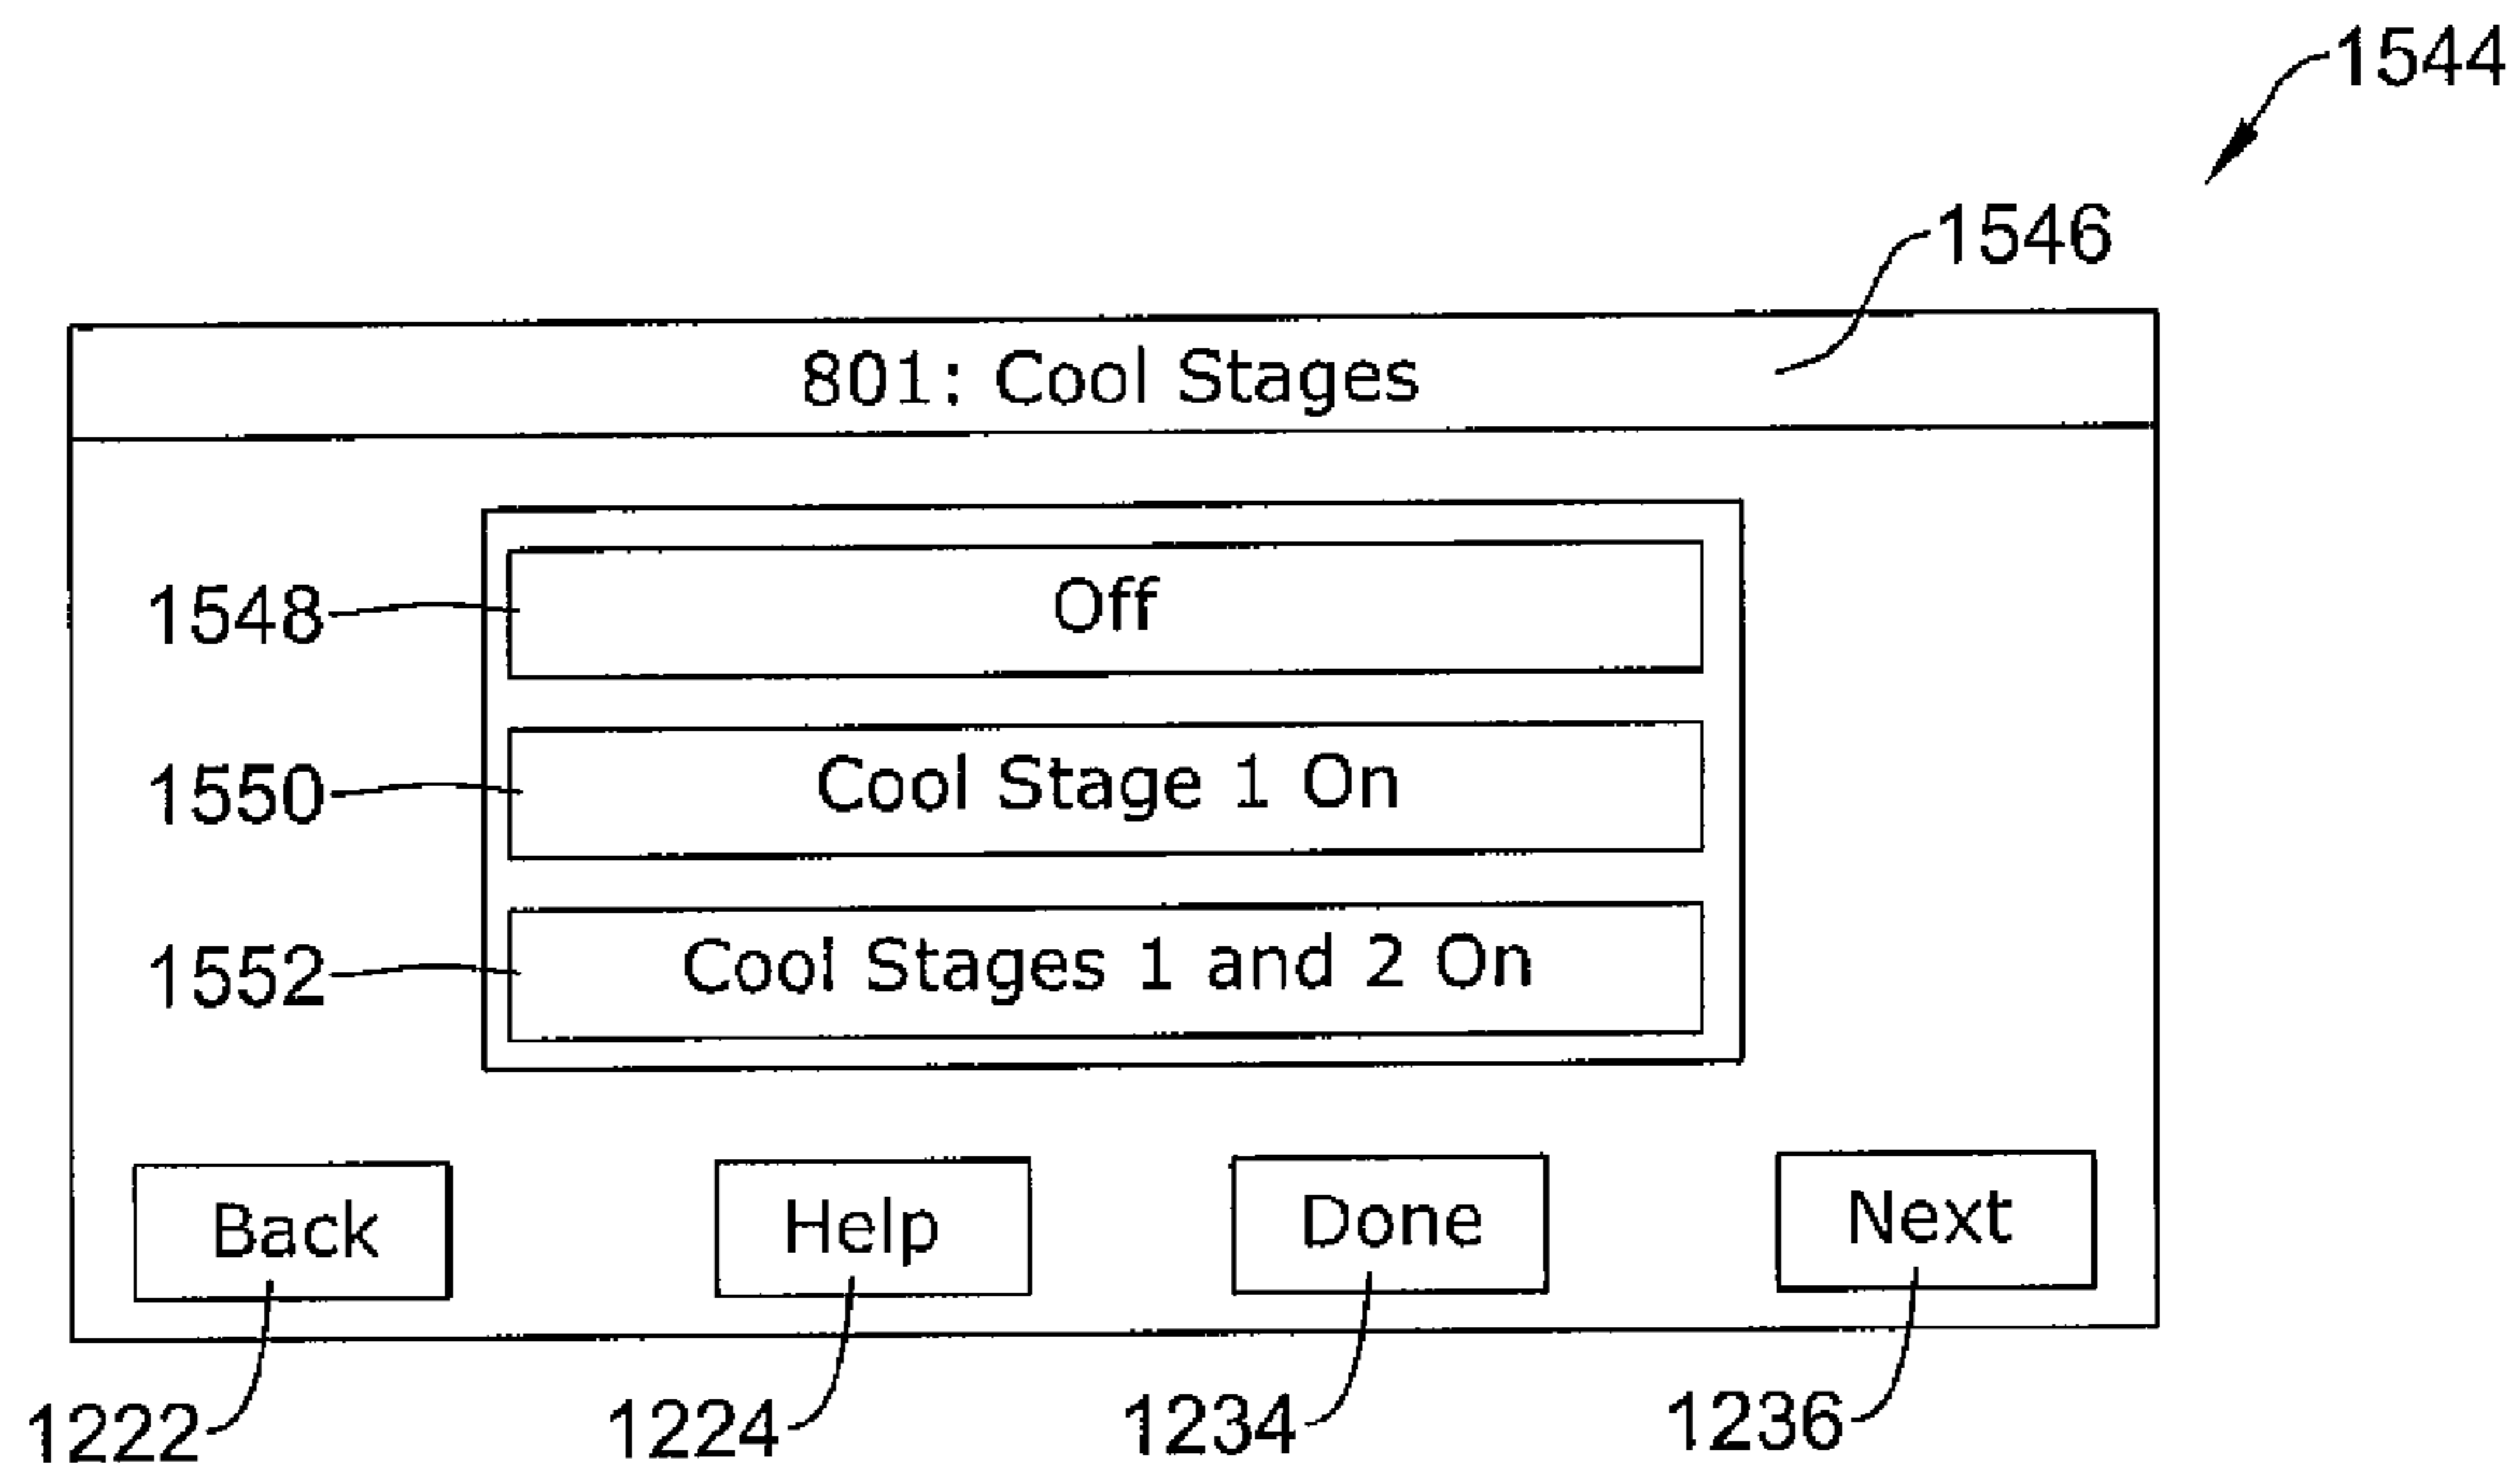 1544
1546
801: Cool Stages
1548 Off
1550 Cool Stage 1 On
1552 Cool Stages 1 and 2 On
Back Help Done Next
1222 1224 1234 1236